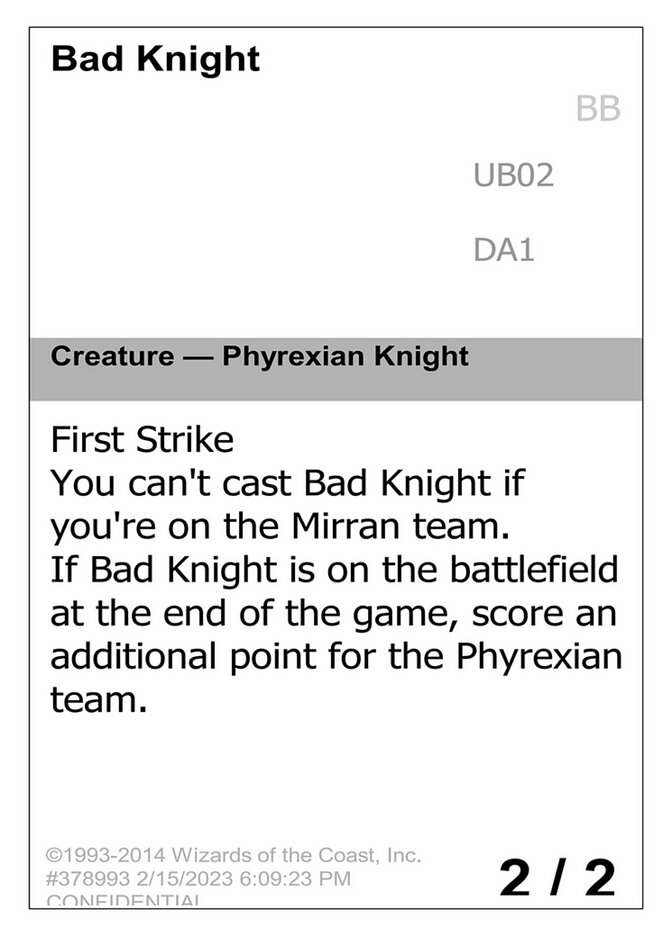 Bad Knight
BB
UB02
DA1
Creature — Phyrexian Knight
First Strike
You can't cast Bad Knight if
you're on the Mirran team.
If Bad Knight is on the battlefield
at the end of the game, score an
additional point for the Phyrexian
team.
©1993-2014 Wizards of the Coast, Inc.
#378993 2/15/2023 6:09:23 PM
CONFIDENTIAL
2 / 2